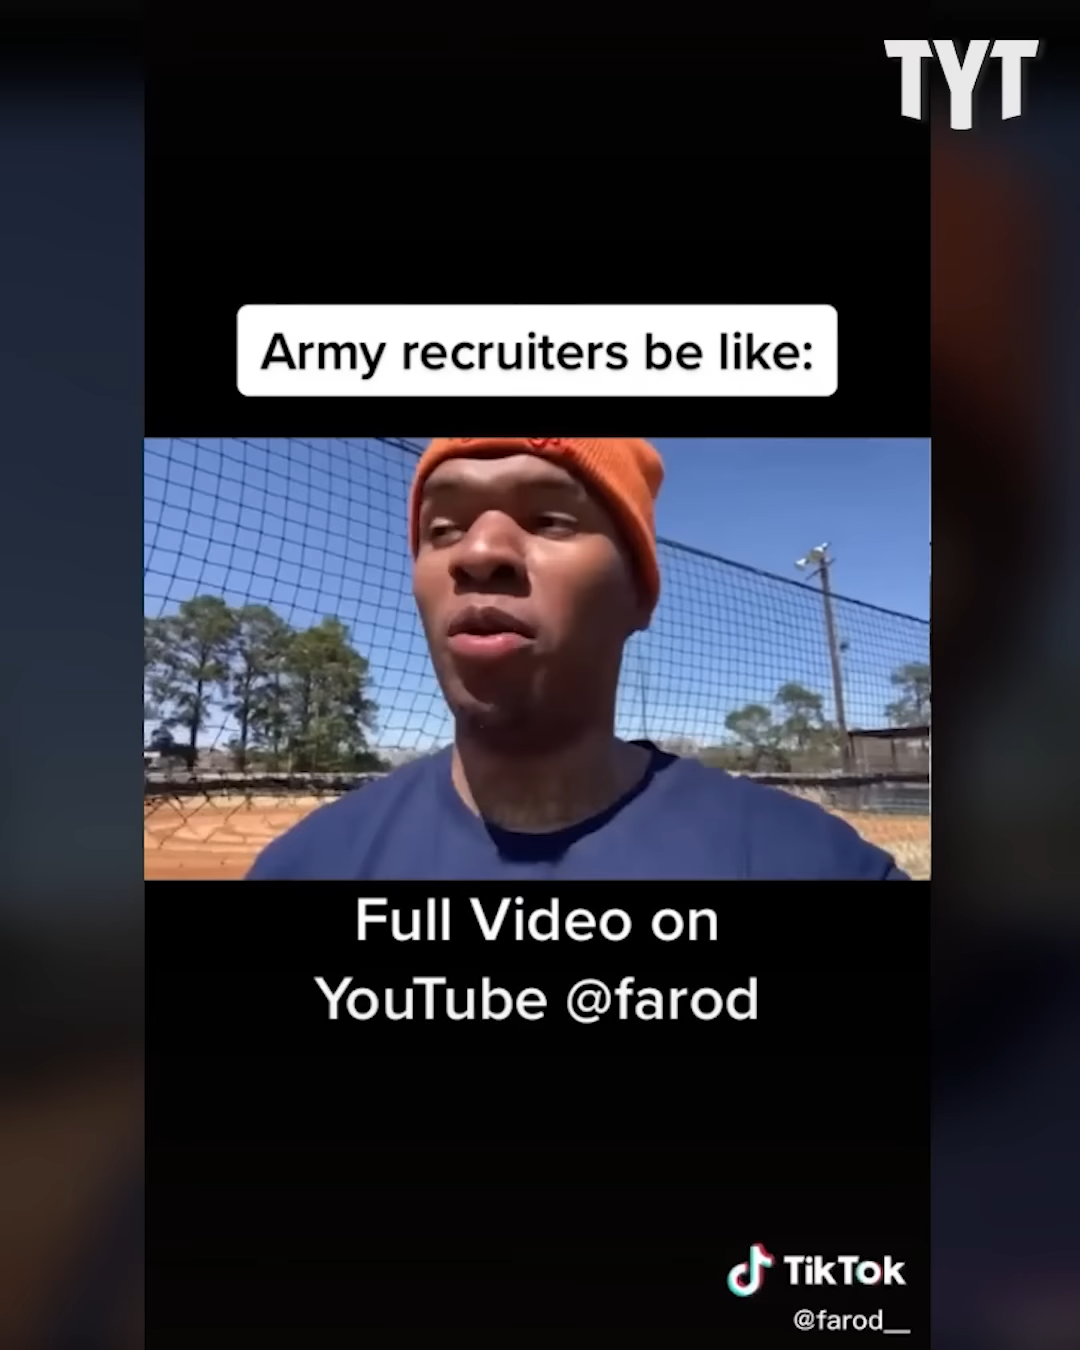 TYT
Army recruiters be like:
Full Video on
YouTube @farod
TikTok
@farod__